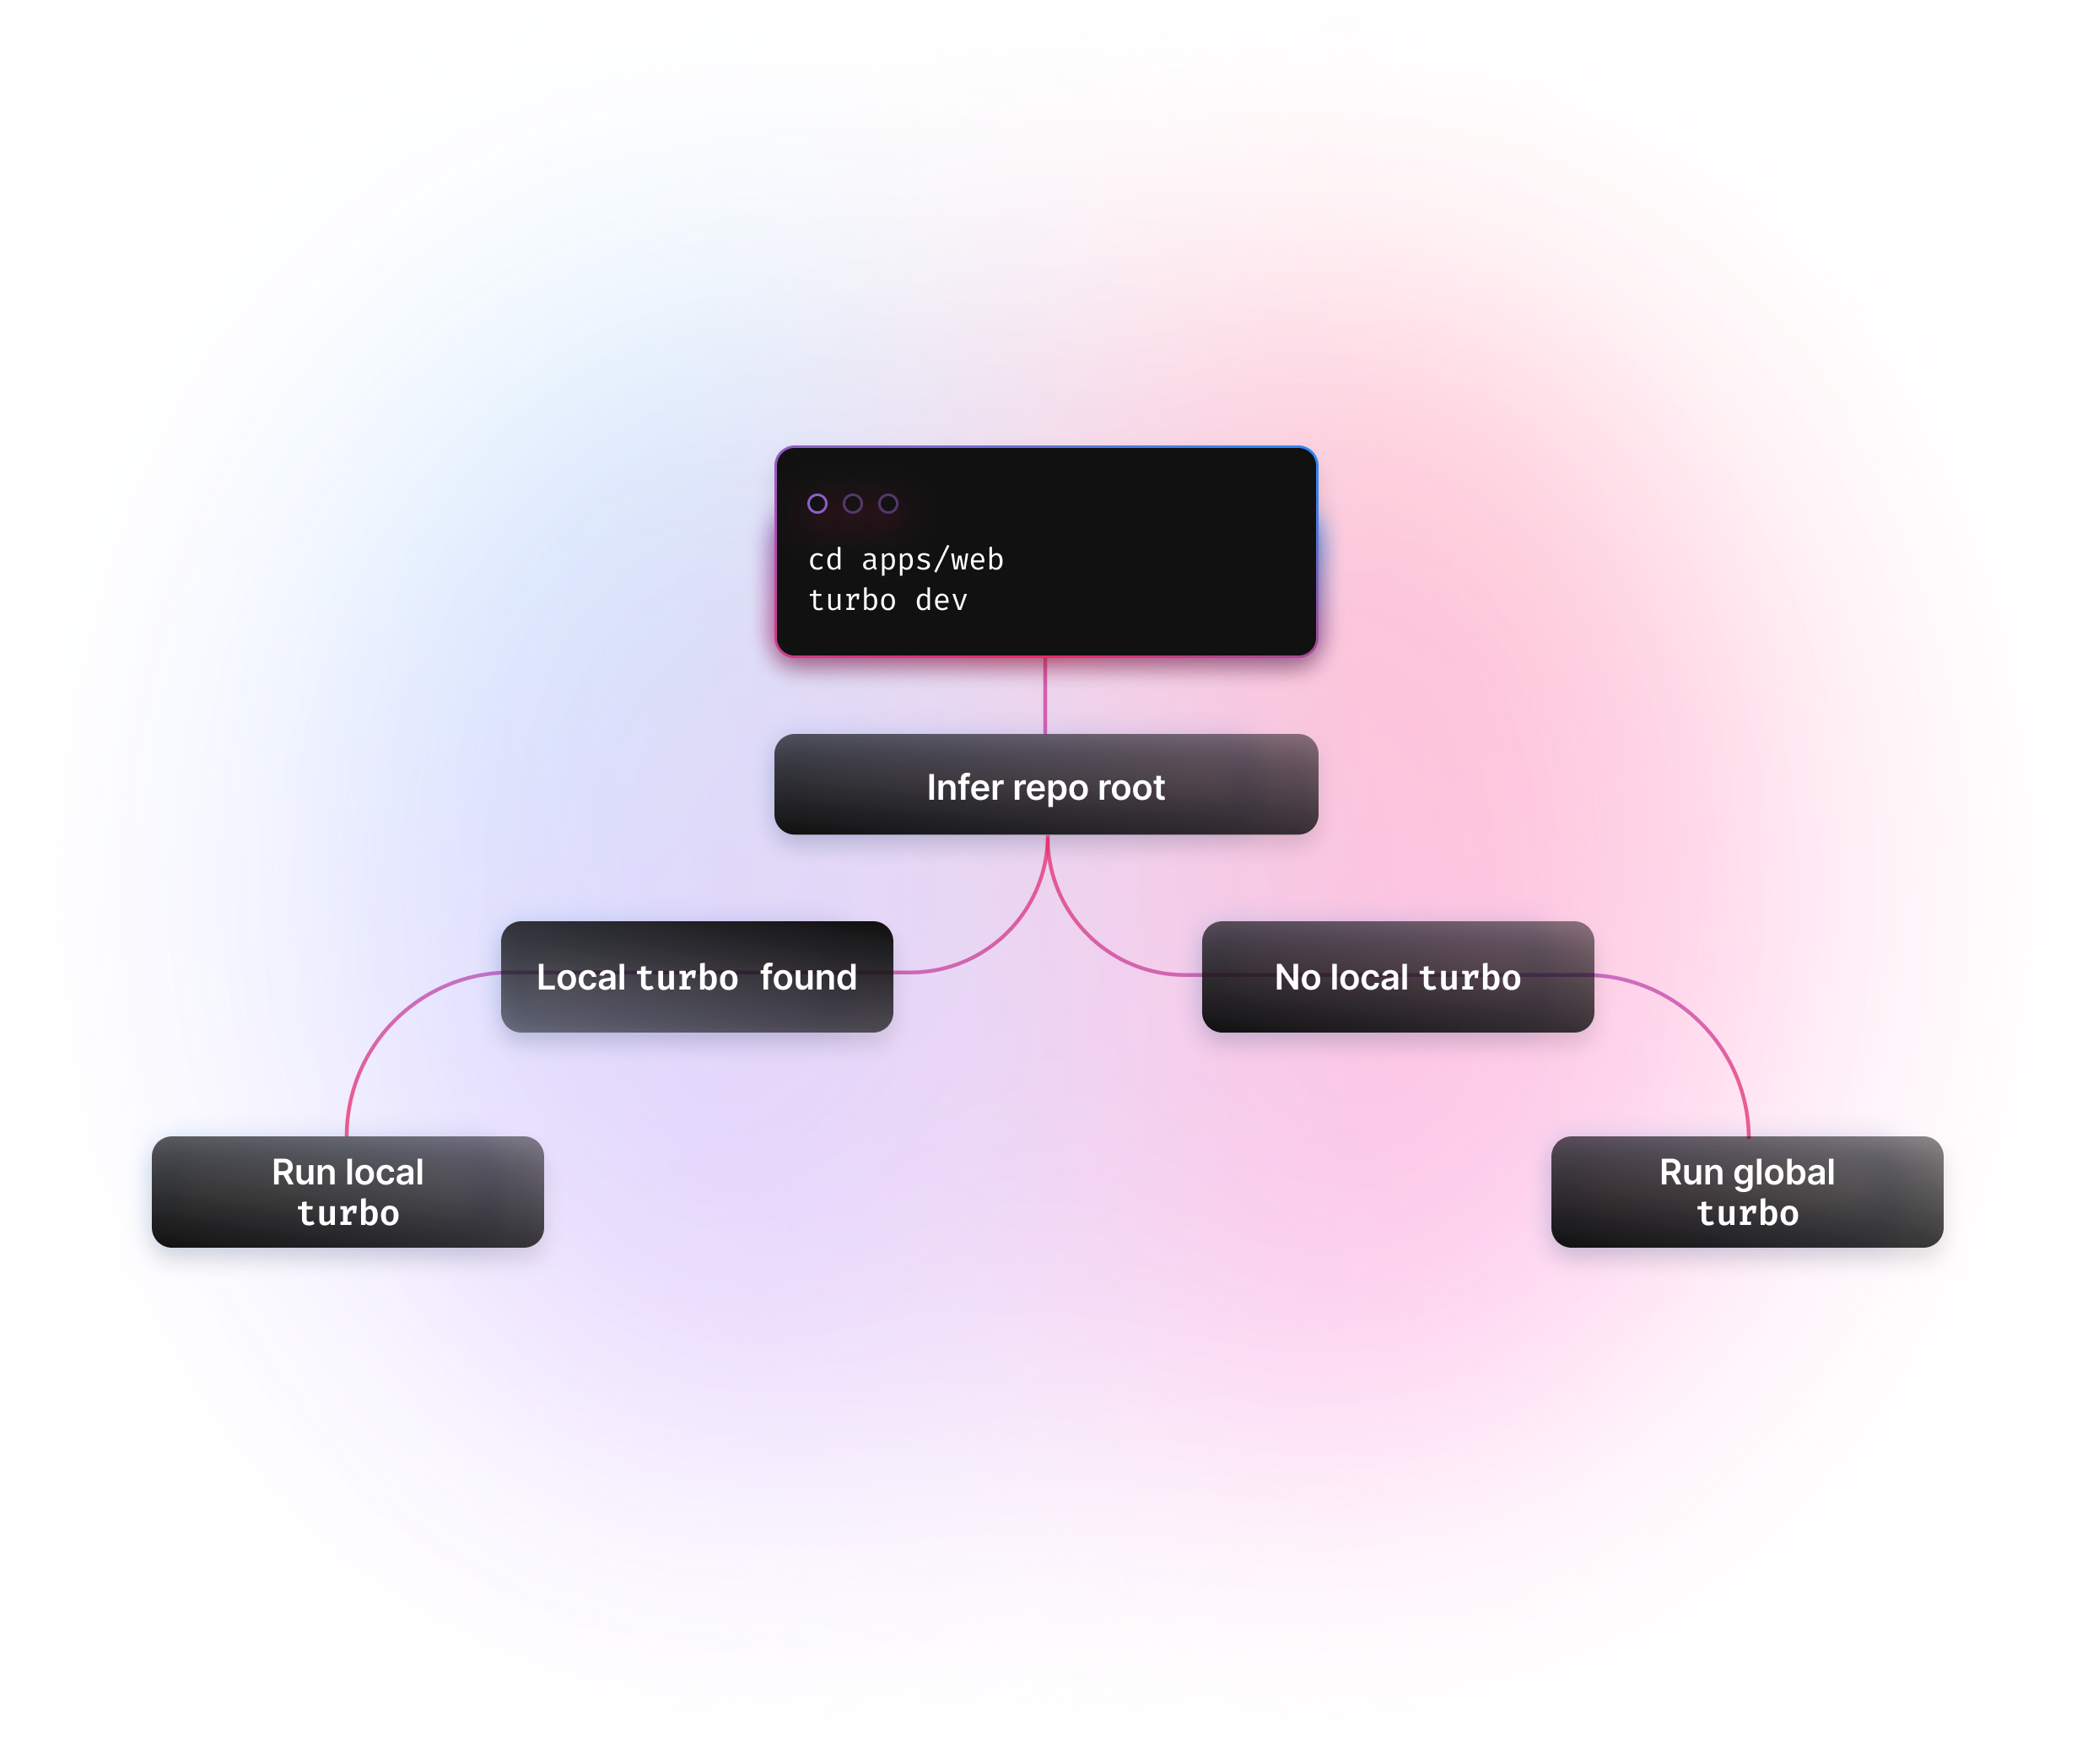 cd apps/web
turbo dev
Infer repo root
Local turbo found
No local turbo
Run local
turbo
Run global
turbo